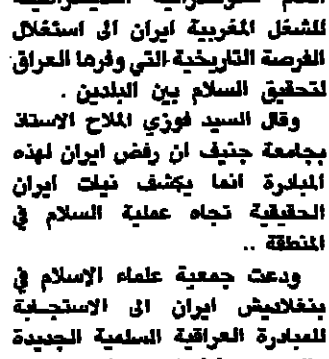 للشغل المغربية ايران الى استغلال
الفرصة التاريخية التي وفرها العراق
لتحقيق السلام بين البلدين .
وقال السيد فوزي الملاح الاستاذ
بجامعة جنيف ان رفض ايران لهذه
المبادرة انما يكشف نيات ايران
الحقيقية تجاه عملية السلام في
المنطقة ..
ودعت جمعية علماء الإسلام في
بنغلاديش ايران الى الاستجابة
للمبادرة العراقية السلمية الجديدة